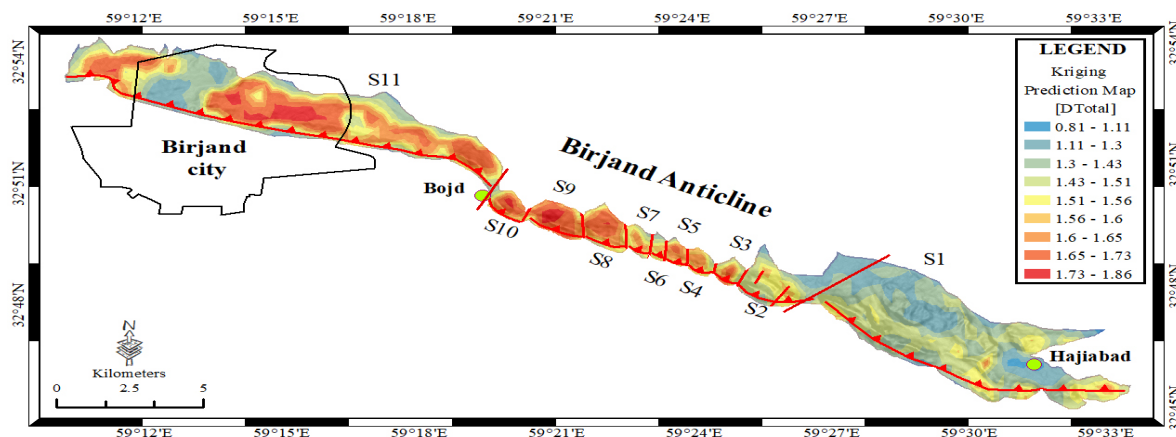 59°12'E 59°15'E 59°18'E 59°21'E 59°24'E 59°27'E 59°30'E 59°33'E
32°54'N
32°51'N
32°48'N
S11
Birjand
city
Bojd
Birjand Anticline
S10
S9
S8
S7
S6
S5
S4
S3
S2
S1
Hajiabad
LEGEND
Kriging
Prediction Map
[DTotal]
0.81 - 1.11
1.11 - 1.3
1.3 - 1.43
1.43 - 1.51
1.51 - 1.56
1.56 - 1.6
1.6 - 1.65
1.65 - 1.73
1.73 - 1.86
32°54'N
32°51'N
32°48'N
32°45'N
N
Kilometers
0 2.5 5
59°12'E 59°15'E 59°18'E 59°21'E 59°24'E 59°27'E 59°30'E 59°33'E